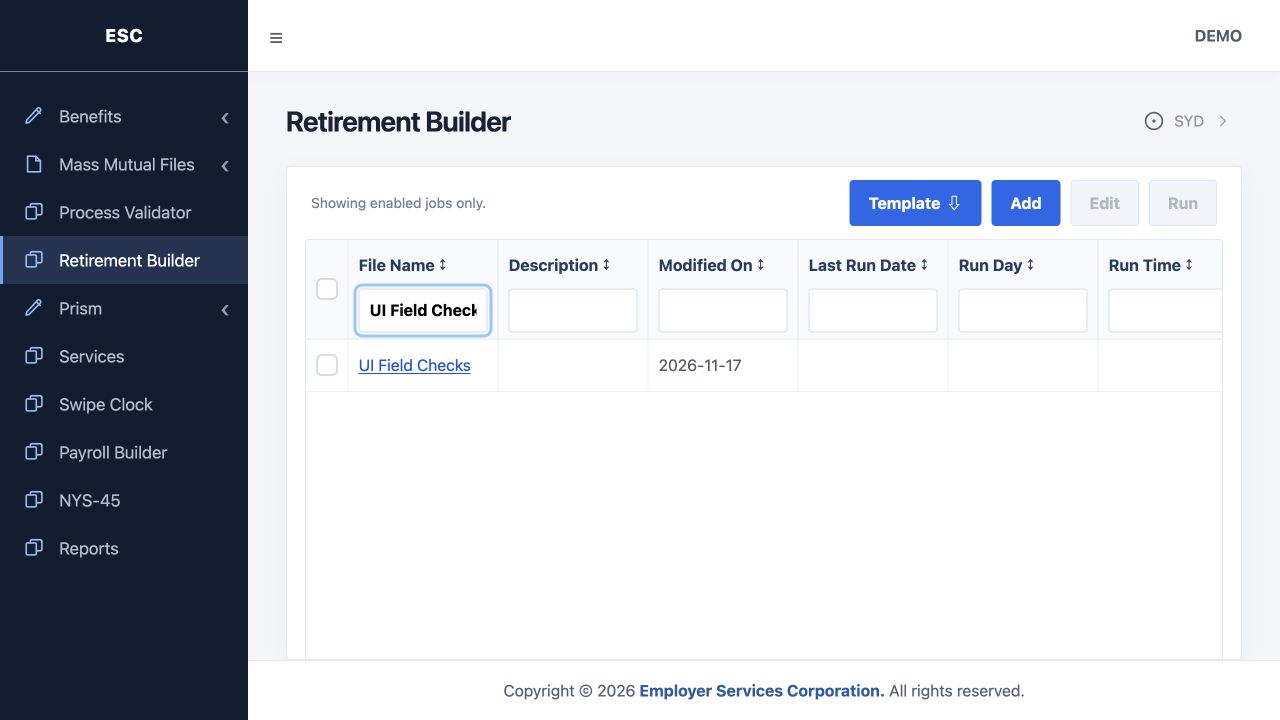 ESC
DEMO
Benefits
Mass Mutual Files
Process Validator
Retirement Builder
Prism
Services
Swipe Clock
Payroll Builder
NYS-45
Reports
Retirement Builder
SYD
Showing enabled jobs only.
Template
Add
Edit
Run
File Name
Description
Modified On
Last Run Date
Run Day
Run Time
UI Field Check
UI Field Checks
2026-11-17
Copyright © 2026 Employer Services Corporation. All rights reserved.